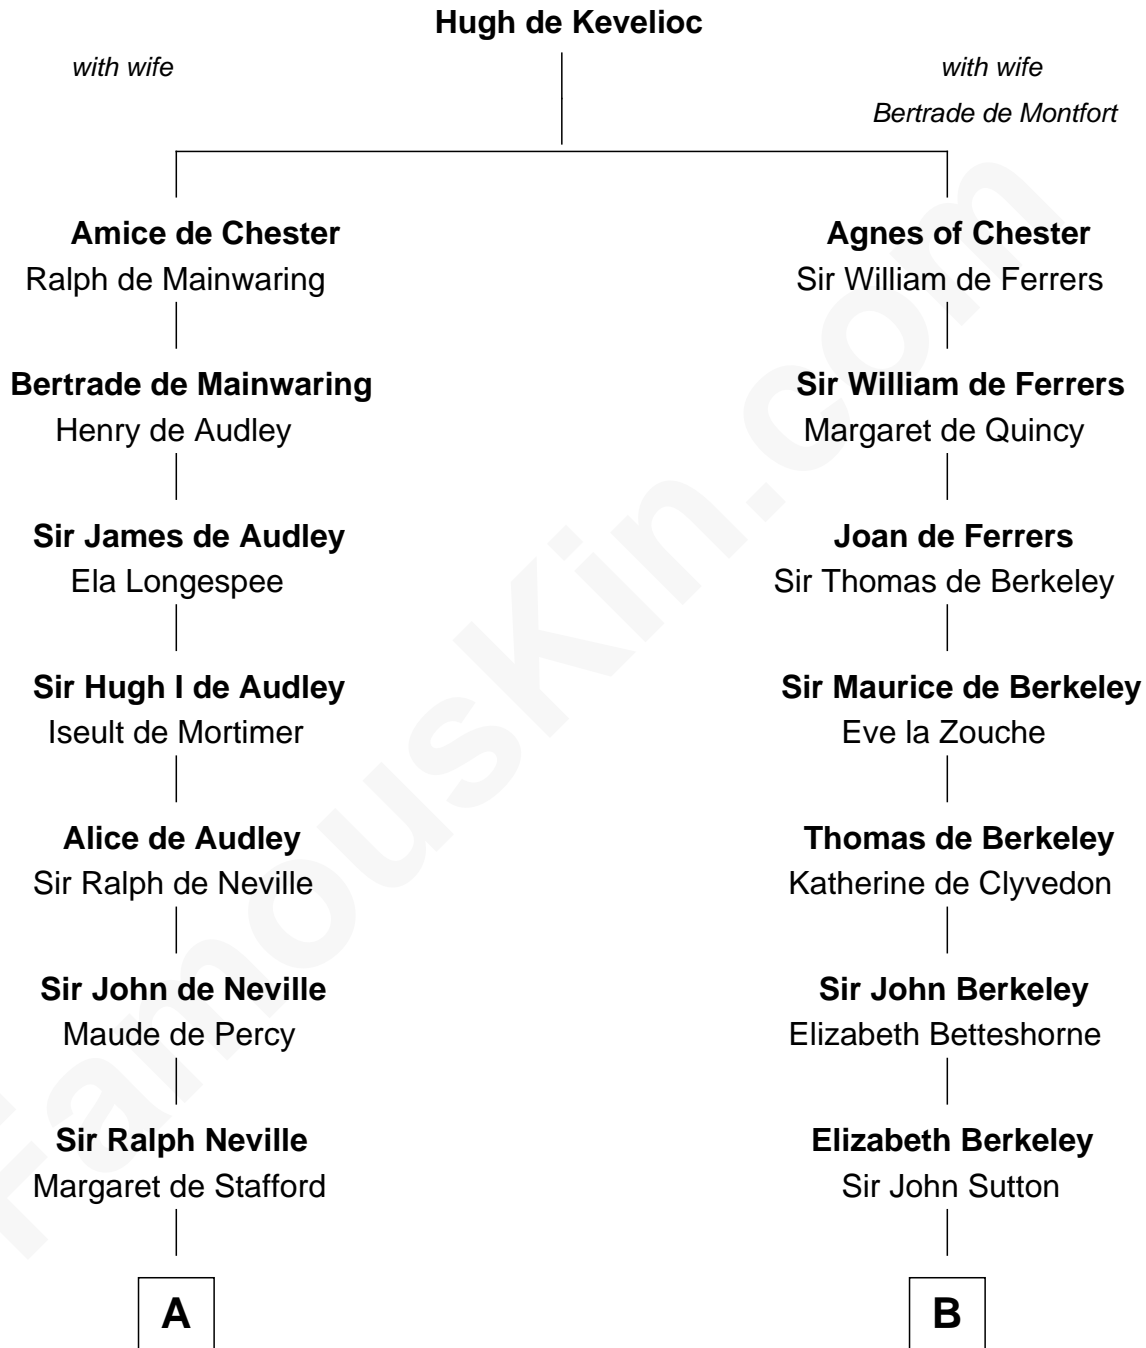 Hugh de Kevelioc
with wife
with wife
Bertrade de Montfort
Amice de Chester
Ralph de Mainwaring
Agnes of Chester
Sir William de Ferrers
Bertrade de Mainwaring
Henry de Audley
Sir William de Ferrers
Margaret de Quincy
Sir James de Audley
Ela Longespee
Joan de Ferrers
Sir Thomas de Berkeley
Sir Hugh I de Audley
Iseult de Mortimer
Sir Maurice de Berkeley
Eve la Zouche
Alice de Audley
Sir Ralph de Neville
Thomas de Berkeley
Katherine de Clyvedon
Sir John de Neville
Maude de Percy
Sir John Berkeley
Elizabeth Betteshorne
Sir Ralph Neville
Margaret de Stafford
Elizabeth Berkeley
Sir John Sutton
A
B
FamousKin.com